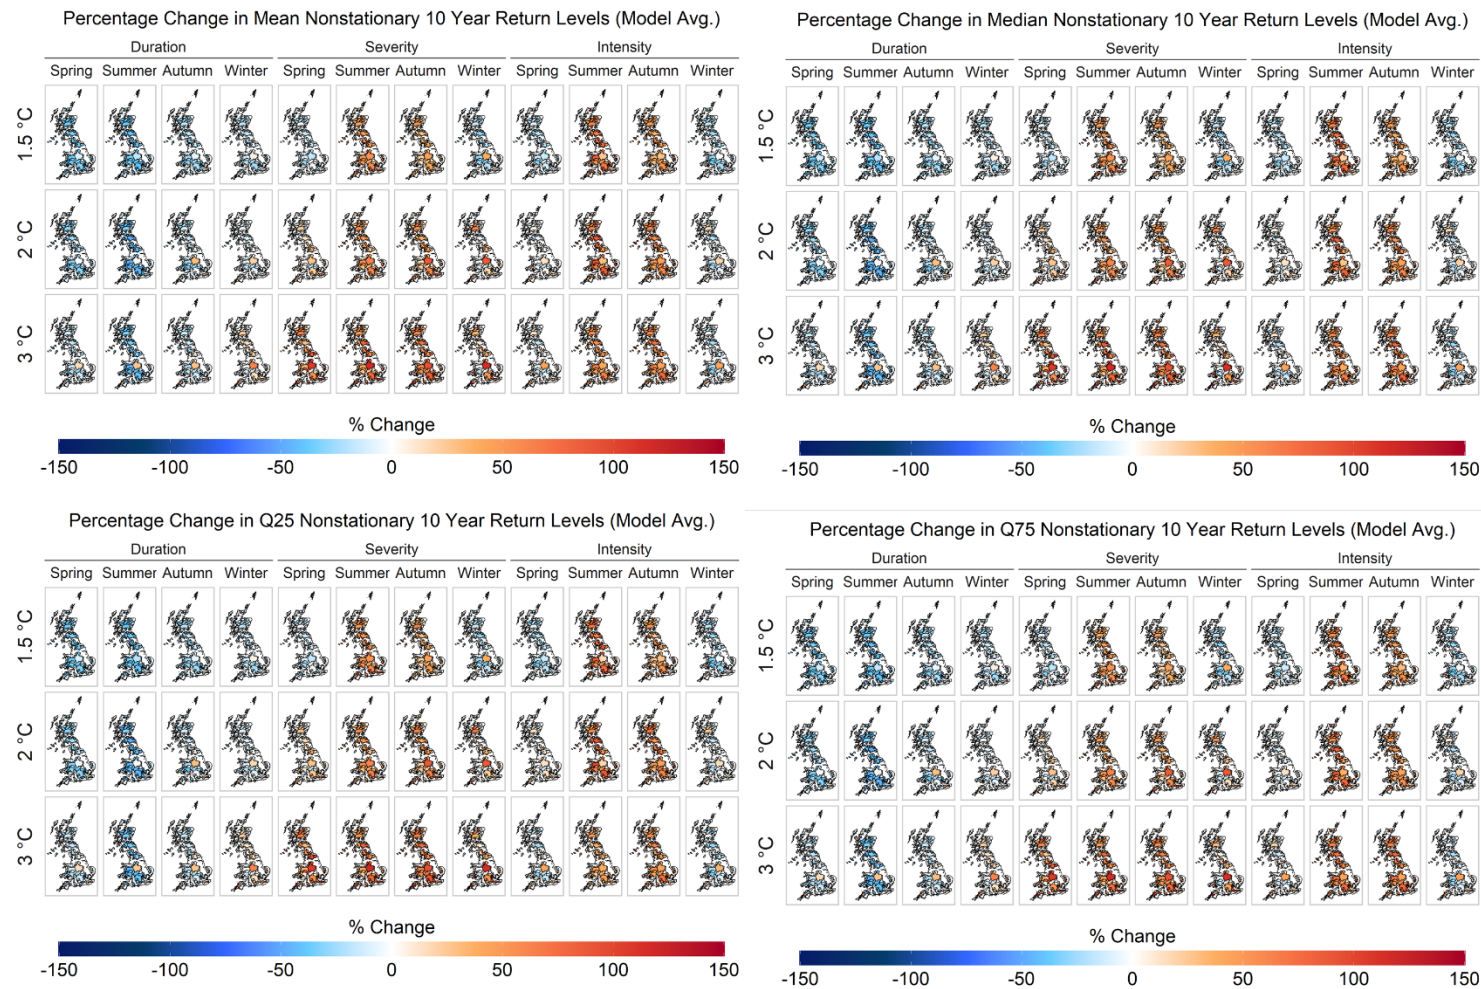 Percentage Change in Mean Nonstationary 10 Year Return Levels (Model Avg.)
Duration Severity Intensity
Spring Summer Autumn Winter Spring Summer Autumn Winter Spring Summer Autumn Winter
1.5 °C
2 °C
3 °C
% Change
-150 -100 -50 0 50 100 150
Percentage Change in Median Nonstationary 10 Year Return Levels (Model Avg.)
Duration Severity Intensity
Spring Summer Autumn Winter Spring Summer Autumn Winter Spring Summer Autumn Winter
1.5 °C
2 °C
3 °C
% Change
-150 -100 -50 0 50 100 150
Percentage Change in Q25 Nonstationary 10 Year Return Levels (Model Avg.)
Duration Severity Intensity
Spring Summer Autumn Winter Spring Summer Autumn Winter Spring Summer Autumn Winter
1.5 °C
2 °C
3 °C
% Change
-150 -100 -50 0 50 100 150
Percentage Change in Q75 Nonstationary 10 Year Return Levels (Model Avg.)
Duration Severity Intensity
Spring Summer Autumn Winter Spring Summer Autumn Winter Spring Summer Autumn Winter
1.5 °C
2 °C
3 °C
% Change
-150 -100 -50 0 50 100 150